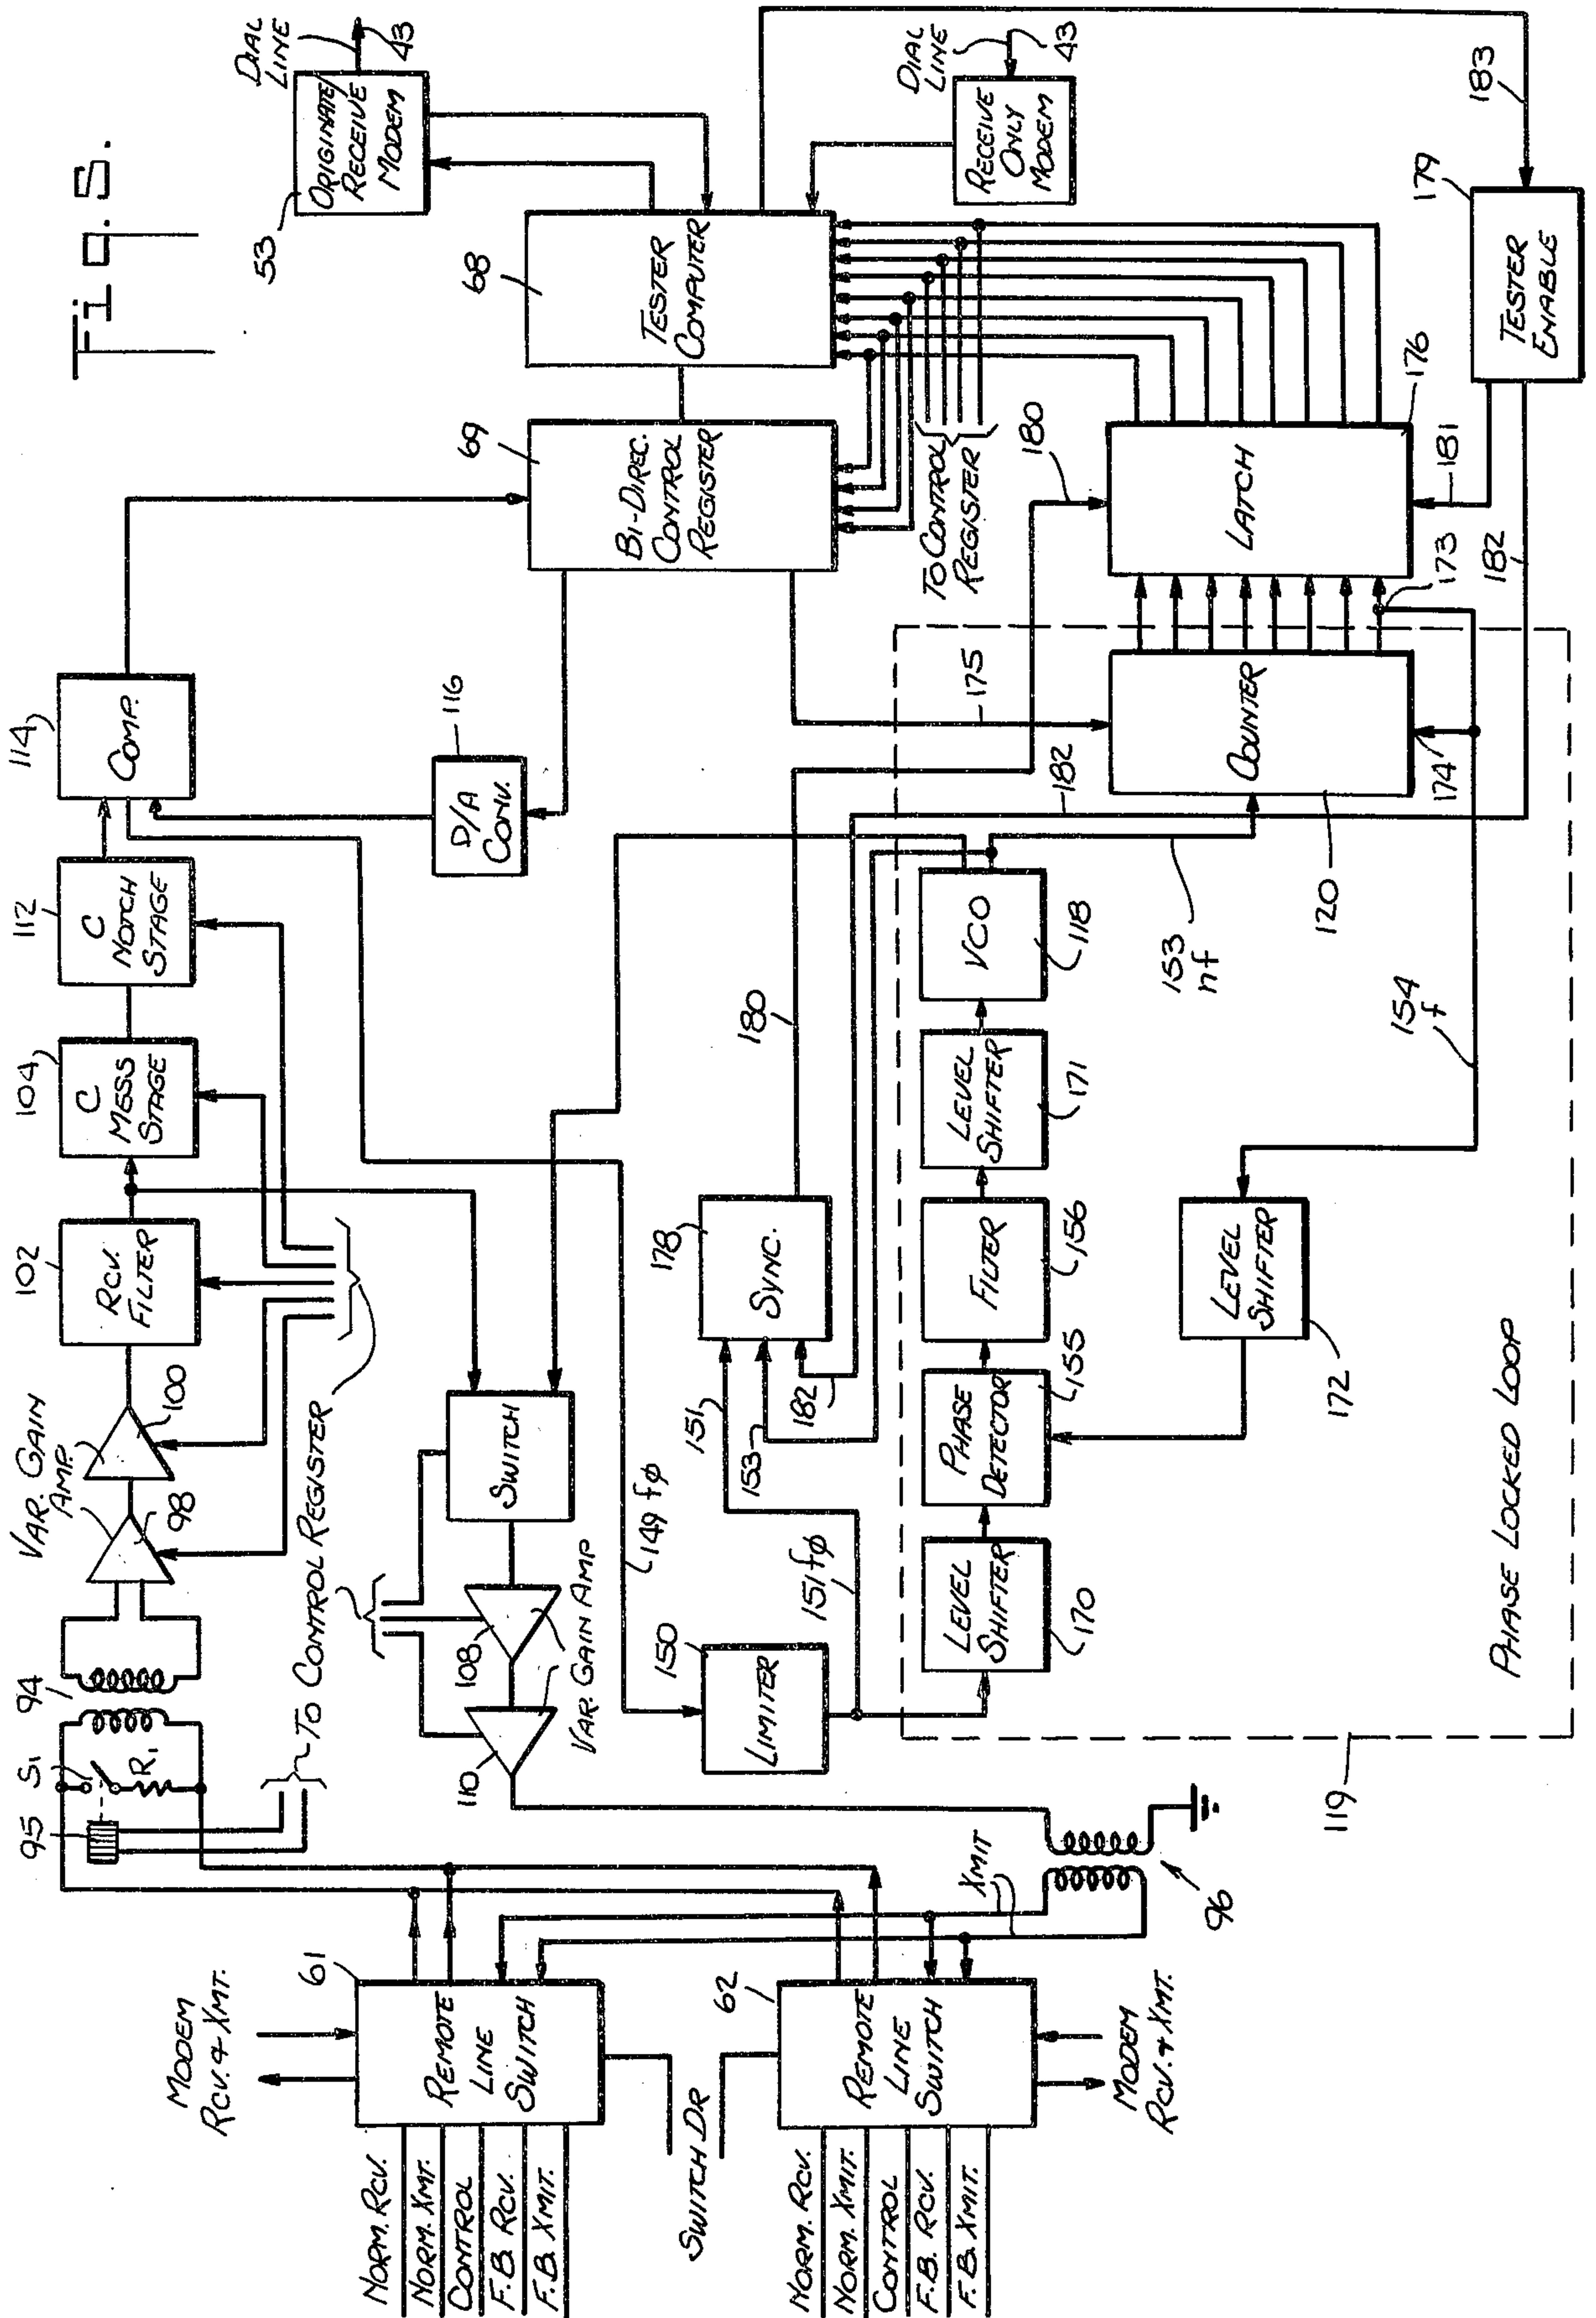 Fig. 5.
DIAL
LINE
43
ORIGINATE/
RECEIVE
MODEM
53
DIAL
LINE
43
RECEIVE
ONLY
MODEM
183
179
TESTER
ENABLE
68
TESTER
COMPUTER
69
BI-DIREC.
CONTROL
REGISTER
TO CONTROL
REGISTER
180
176
LATCH
181
173
182
114
COMP.
116
D/A
CONV.
175
182
COUNTER
174
120
112
C
NOTCH
STAGE
104
C
MESS
STAGE
102
RCV.
FILTER
VAR. GAIN
AMP.
100
98
TO CONTROL REGISTER
94
S1
R1
95
SWITCH
108
110
VAR. GAIN AMP
149 fφ
180
178
SYNC.
151
153
182
151 fφ
150
LIMITER
VCO
118
153
nf
154
f
LEVEL
SHIFTER
171
FILTER
156
PHASE
DETECTOR
155
LEVEL
SHIFTER
170
LEVEL
SHIFTER
172
PHASE LOCKED LOOP
119
XMIT
96
MODEM
RCV. & XMT.
61
REMOTE
LINE
SWITCH
NORM. RCV.
NORM. XMT.
CONTROL
F.B. RCV.
F.B. XMIT.
SWITCH DR
62
REMOTE
LINE
SWITCH
MODEM
RCV. & XMT.
NORM. RCV.
NORM. XMIT.
CONTROL
F.B. RCV.
F.B. XMIT.